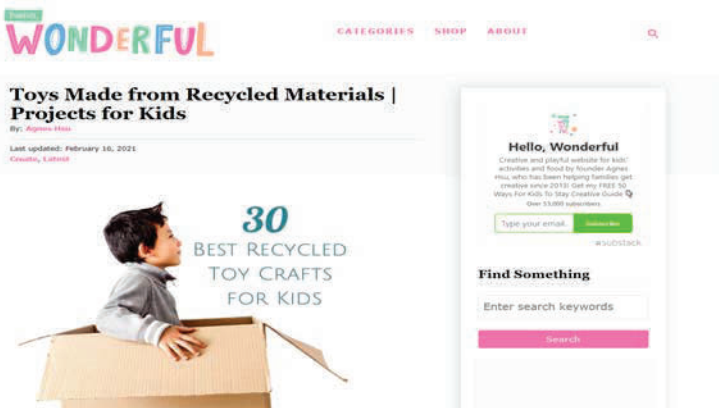 hello,
WONDERFUL
CATEGORIES SHOP ABOUT
Toys Made from Recycled Materials |
Projects for Kids
By: Agnes Hsu
Last updated: February 16, 2021
Create, Latest
30
BEST RECYCLED
TOY CRAFTS
FOR KIDS
Hello, Wonderful
Creative and playful website for kids'
activities and food by founder Agnes
Hsu, who has been helping families get
creative since 2013! Get my FREE 50
Ways For Kids To Stay Creative Guide
Over 53,000 subscribers
Type your email. Subscribe
substack
Find Something
Enter search keywords
Search